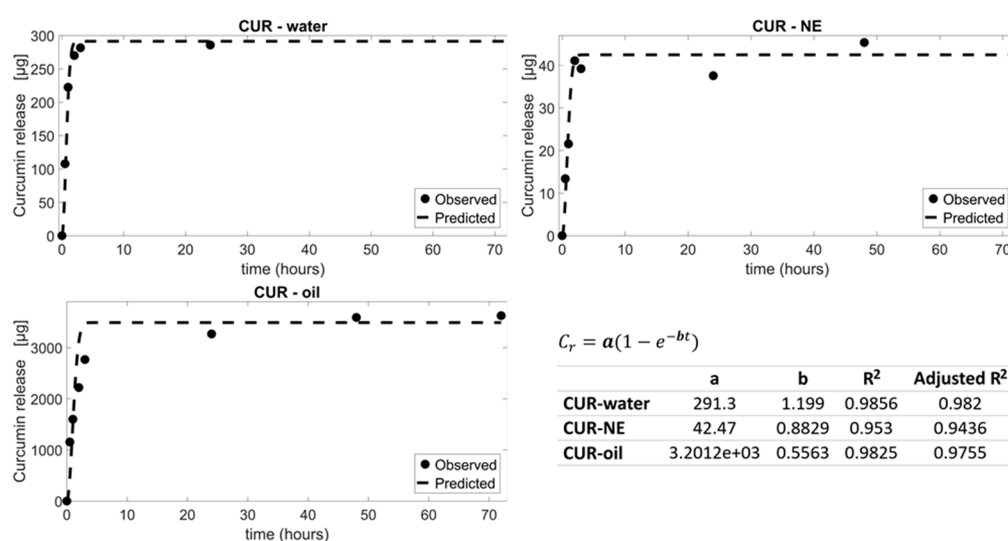 CUR - water
300
250
200
150
100
50
0
Curcumin release [µg]
0 10 20 30 40 50 60 70
time (hours)
Observed
Predicted
CUR - NE
40
30
20
10
0
Curcumin release [µg]
0 10 20 30 40 50 60 70
time (hours)
Observed
Predicted
CUR - oil
3000
2000
1000
0
Curcumin release [µg]
0 10 20 30 40 50 60 70
time (hours)
Observed
Predicted
Cᵣ = a(1 − e⁻ᵇᵗ)
a b R² Adjusted R²
CUR-water 291.3 1.199 0.9856 0.982
CUR-NE 42.47 0.8829 0.953 0.9436
CUR-oil 3.2012e+03 0.5563 0.9825 0.9755